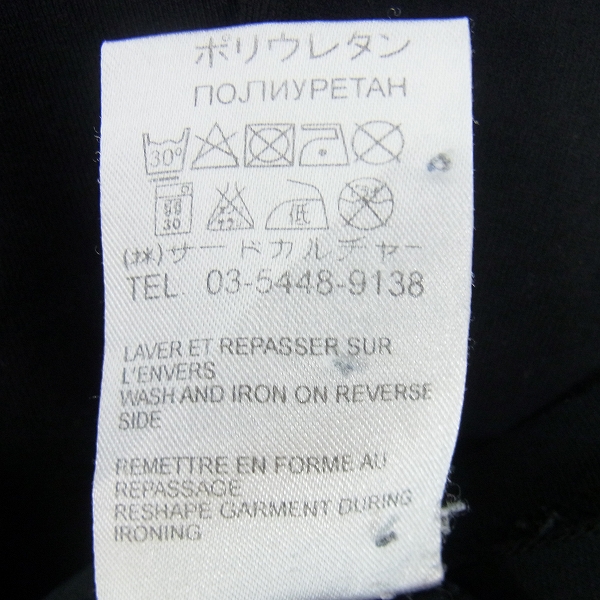 ポリウレタン
ПОЛИУРЕТАН
30°
30 低
(株)サードカルチャー
TEL 03-5448-9138
LAVER ET REPASSER SUR
L'ENVERS
WASH AND IRON ON REVERSE
SIDE
REMETTRE EN FORME AU
REPASSAGE
RESHAPE GARMENT DURING
IRONING